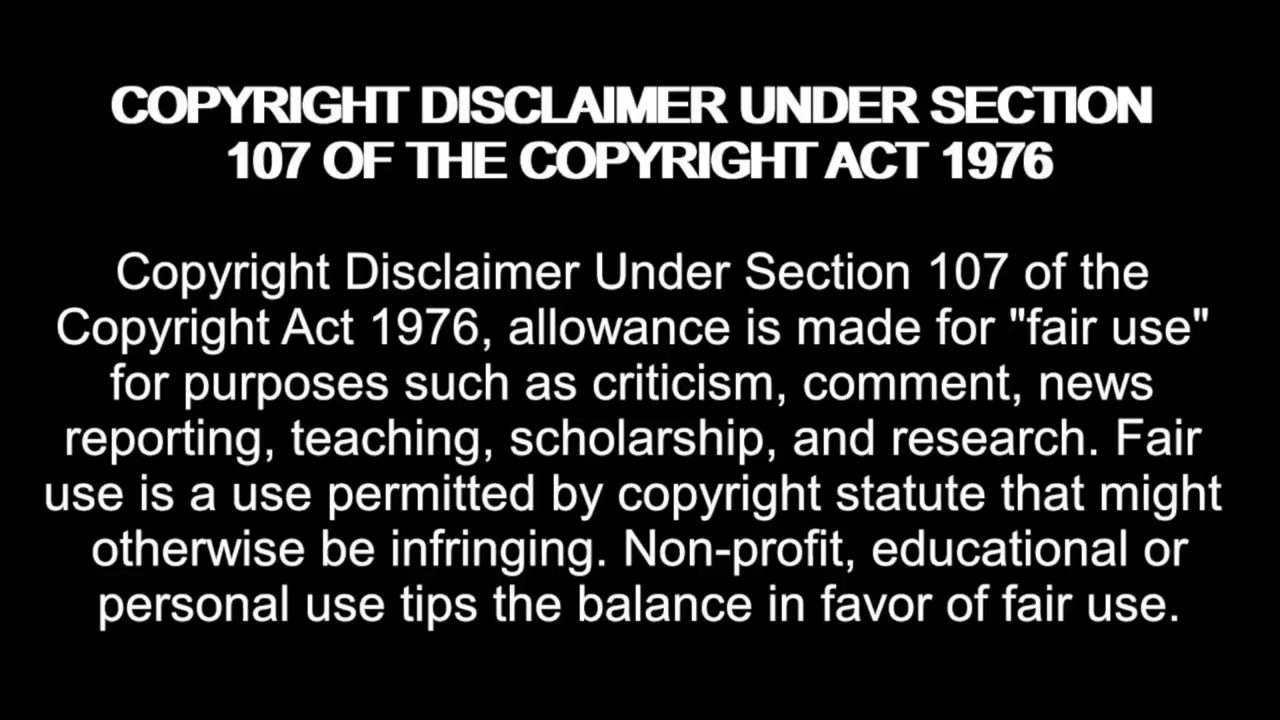 COPYRIGHT DISCLAIMER UNDER SECTION
107 OF THE COPYRIGHT ACT 1976
Copyright Disclaimer Under Section 107 of the
Copyright Act 1976, allowance is made for "fair use"
for purposes such as criticism, comment, news
reporting, teaching, scholarship, and research. Fair
use is a use permitted by copyright statute that might
otherwise be infringing. Non-profit, educational or
personal use tips the balance in favor of fair use.